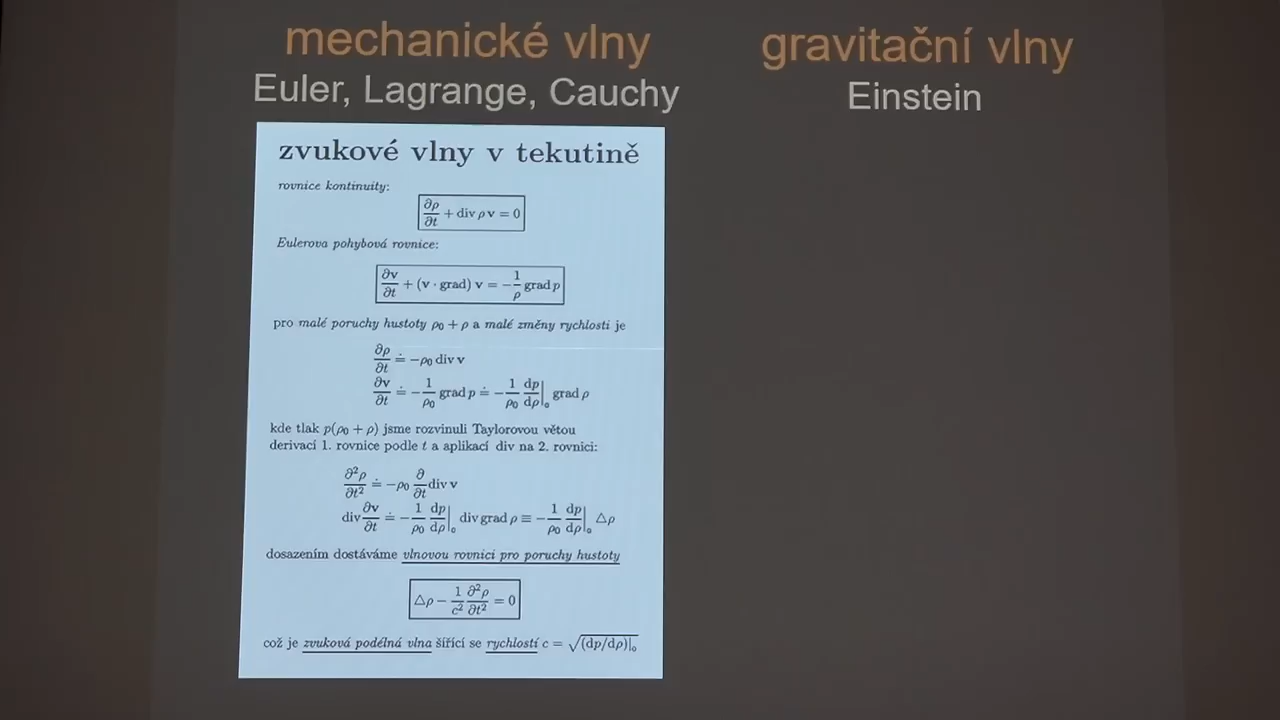 mechanické vlny
Euler, Lagrange, Cauchy
gravitační vlny
Einstein
zvukové vlny v tekutině
rovnice kontinuity:
∂ρ/∂t + div ρ v = 0
Eulerova pohybová rovnice:
∂v/∂t + (v · grad) v = −1/ρ grad p
pro malé poruchy hustoty ρ₀ + ρ a malé změny rychlosti je
∂ρ/∂t ≐ −ρ₀ div v
∂v/∂t ≐ −1/ρ₀ grad p ≐ −1/ρ₀ dp/dρ|₀ grad ρ
kde tlak p(ρ₀ + ρ) jsme rozvinuli Taylorovou větou
derivací 1. rovnice podle t a aplikací div na 2. rovnici:
∂²ρ/∂t² ≐ −ρ₀ ∂/∂t div v
div ∂v/∂t ≐ −1/ρ₀ dp/dρ|₀ div grad ρ ≡ −1/ρ₀ dp/dρ|₀ △ρ
dosazením dostáváme vlnovou rovnici pro poruchy hustoty
△ρ − 1/c² ∂²ρ/∂t² = 0
což je zvuková podélná vlna šířící se rychlostí c = √(dp/dρ)|₀